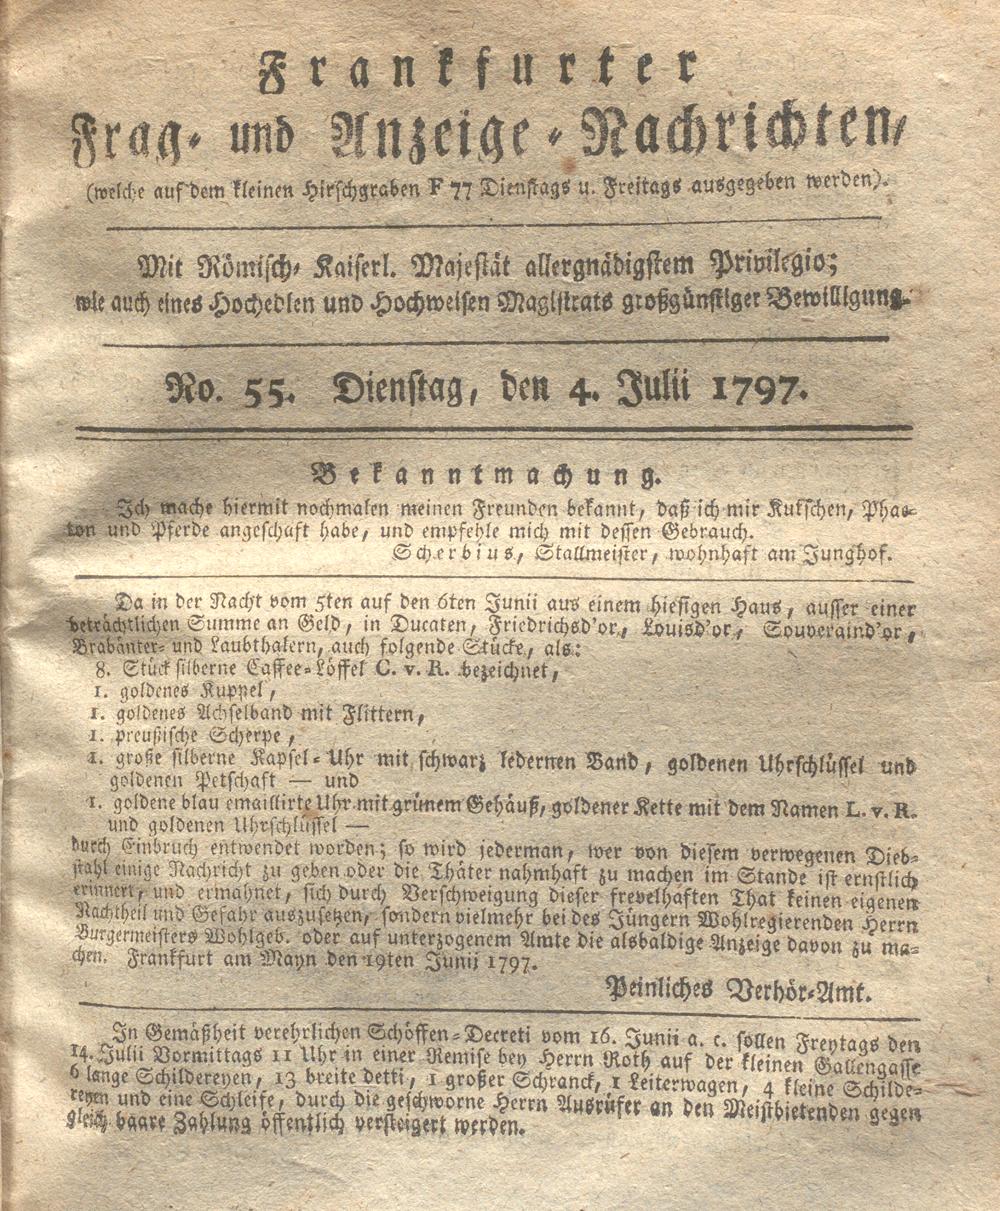 Frankfurter
Frag- und Anzeige-Nachrichten,
(welche auf dem kleinen Hirschgraben F 77 Dienstags u. Freitags ausgegeben werden).
Mit Römisch-Kaiserl. Majestät allergnädigstem Privilegio;
wie auch eines Hochedlen und Hochweisen Magistrats großgünstiger Bewilligung.
No. 55. Dienstag, den 4. Julii 1797.
Bekanntmachung.
Ich mache hiermit nochmalen meinen Freunden bekannt, daß ich mir Kutschen, Phae-
ton und Pferde angeschaft habe, und empfehle mich mit dessen Gebrauch.
Scherbius, Stallmeister, wohnhaft am Junghof.
Da in der Nacht vom 5ten auf den 6ten Junii aus einem hiesigen Haus, ausser einer
beträchtlichen Summe an Geld, in Ducaten, Friedrichsd'or, Louisd'or, Souveraind'or,
Brabänter- und Laubthalern, auch folgende Stücke, als:
8. Stück silberne Caffee-Löffel C. v. R. bezeichnet,
1. goldenes Kuppel,
1. goldenes Achselband mit Flittern,
1. preußische Scherpe,
1. große silberne Kapsel-Uhr mit schwarz ledernen Band, goldenen Uhrschlüssel und
goldenen Petschaft — und
1. goldene blau emaillirte Uhr mit grünem Gehäuß, goldener Kette mit dem Namen L. v. R.
und goldenen Uhrschlüssel —
durch Einbruch entwendet worden; so wird jederman, wer von diesem verwegenen Dieb-
stahl einige Nachricht zu geben oder die Thäter nahmhaft zu machen im Stande ist ernstlich
erinnert, und ermahnet, sich durch Verschweigung dieser frevelhaften That keinen eigenen
Nachtheil und Gefahr auszusetzen, sondern vielmehr bei des Jüngern Wohlregierenden Herrn
Burgermeisters Wohlgeb. oder auf unterzogenem Amte die alsbaldige Anzeige davon zu ma-
chen. Frankfurt am Mayn den 19ten Junii 1797.
Peinliches Verhör-Amt.
In Gemäßheit verehrlichen Schöffen-Decreti vom 16. Junii a. c. sollen Freytags den
14. Julii Vormittags 11 Uhr in einer Remise bey Herrn Roth auf der kleinen Gallengasse
6 lange Schildereyen, 13 breite detti, 1 großer Schranck, 1 Leiterwagen, 4 kleine Schilde-
reyen und eine Schleife, durch die geschworne Herrn Ausrüfer an den Meistbietenden gegen
gleich baare Zahlung öffentlich versteigert werden.